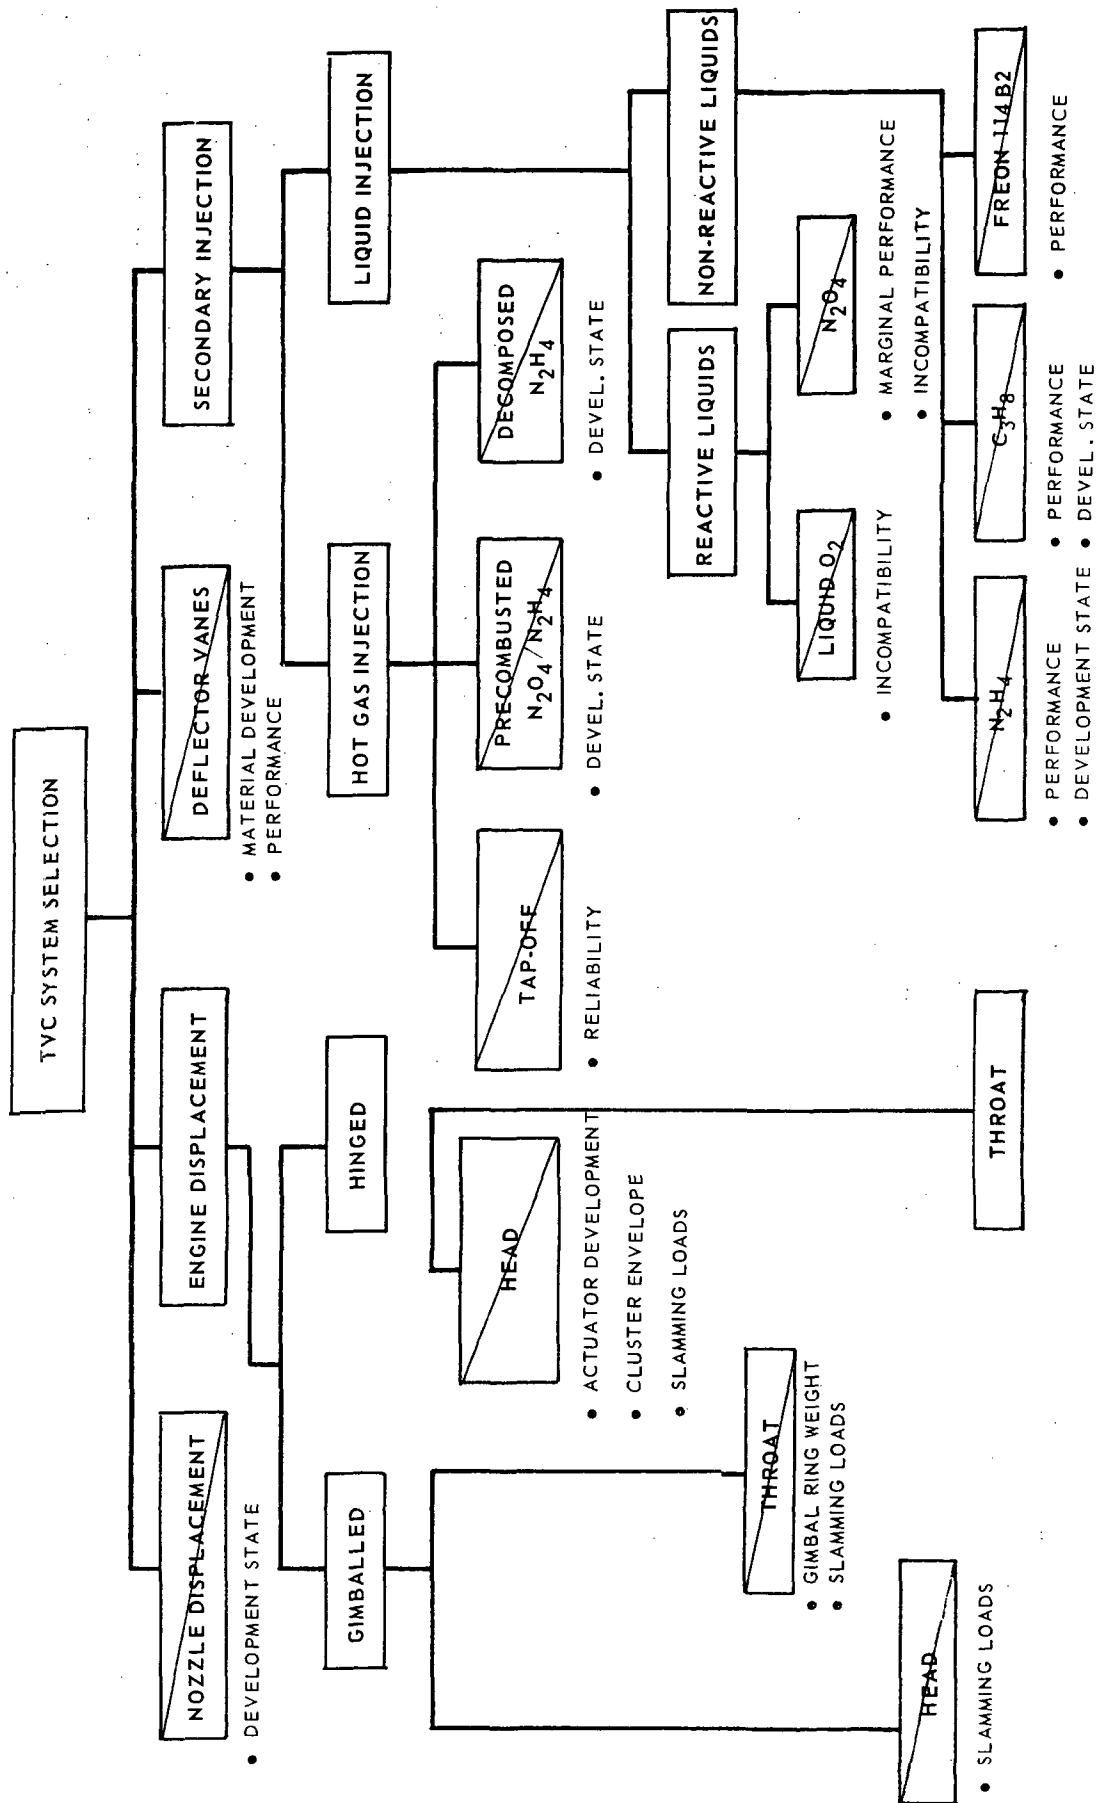 TVC SYSTEM SELECTION
NOZZLE DISPLACEMENT
• DEVELOPMENT STATE
ENGINE DISPLACEMENT
DEFLECTOR VANES
• MATERIAL DEVELOPMENT
• PERFORMANCE
SECONDARY INJECTION
GIMBALLED
HINGED
HOT GAS INJECTION
LIQUID INJECTION
HEAD
• ACTUATOR DEVELOPMENT
• CLUSTER ENVELOPE
• SLAMMING LOADS
TAP-OFF
• RELIABILITY
PRECOMBUSTED
N₂O₄/N₂H₄
• DEVEL. STATE
DECOMPOSED
N₂H₄
• DEVEL. STATE
REACTIVE LIQUIDS
NON-REACTIVE LIQUIDS
THROAT
• GIMBAL RING WEIGHT
• SLAMMING LOADS
LIQUID O₂
• INCOMPATIBILITY
N₂O₄
• MARGINAL PERFORMANCE
• INCOMPATIBILITY
HEAD
• SLAMMING LOADS
THROAT
N₂H₄
• PERFORMANCE
• DEVELOPMENT STATE
C₃H₈
• PERFORMANCE
• DEVEL. STATE
FREON 114B2
• PERFORMANCE